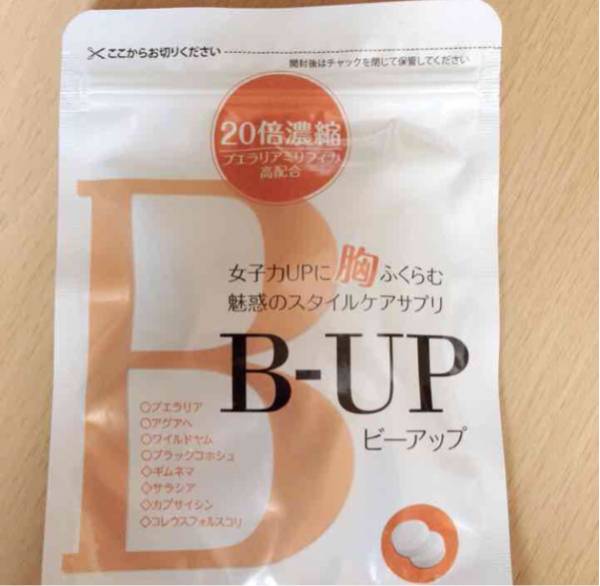 ここからお切りください
開封後はチャックを閉じて保管してください
20倍濃縮
プエラリアミリフィカ
高配合
女子力UPに胸ふくらむ
魅惑のスタイルケアサプリ
B
B-UP
ビーアップ
○プエラリア
○アグアヘ
○ワイルドヤム
○ブラックコホシュ
◇ギムネマ
◇サラシア
◇カプサイシン
◇コレウスフォルスコリ